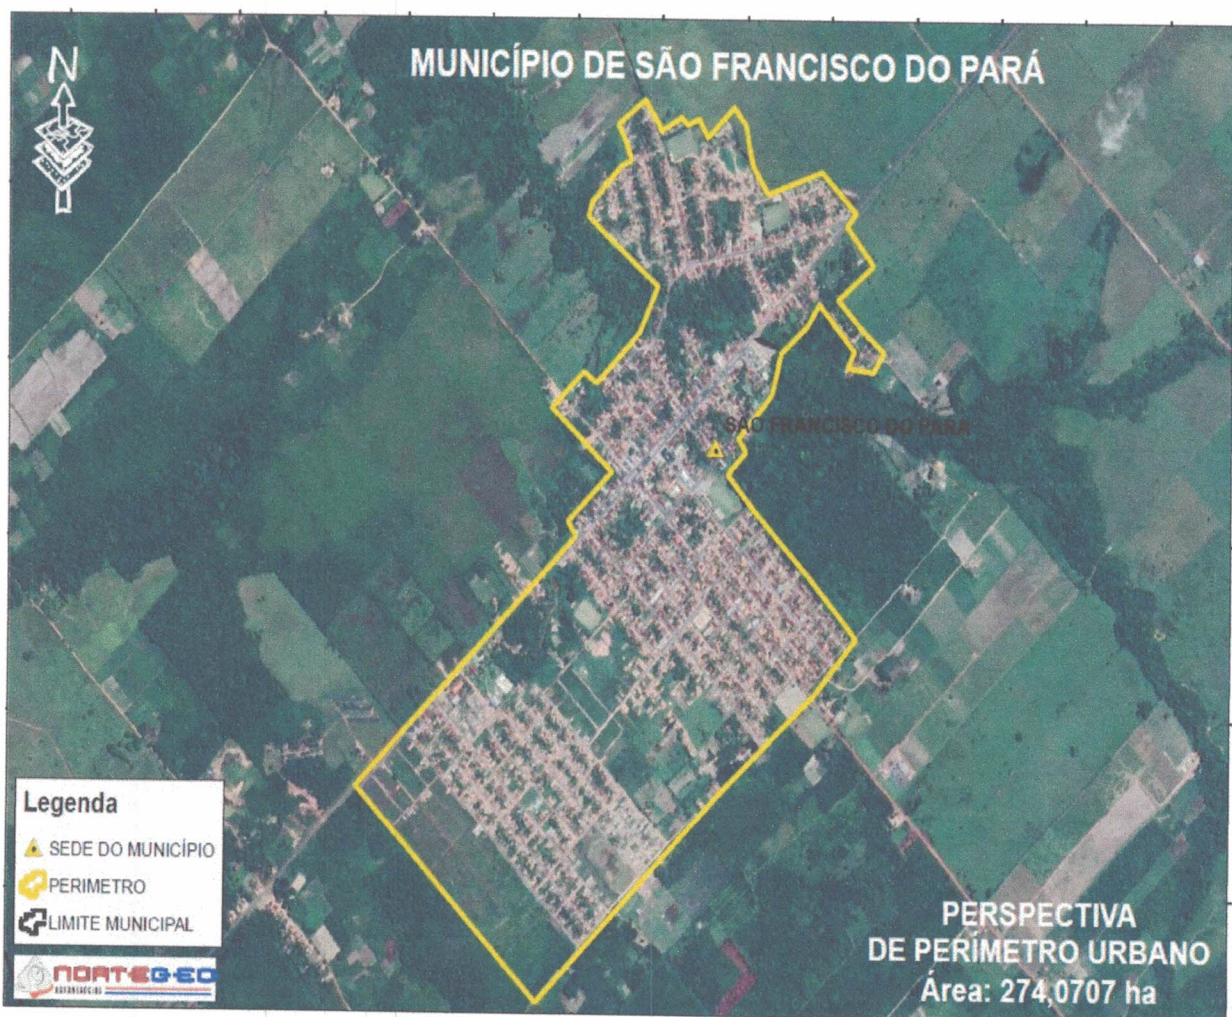 MUNICÍPIO DE SÃO FRANCISCO DO PARÁ
N
SÃO FRANCISCO DO PARÁ
Legenda
SEDE DO MUNICÍPIO
PERIMETRO
LIMITE MUNICIPAL
NORTEGEO
PERSPECTIVA
DE PERÍMETRO URBANO
Área: 274,0707 ha